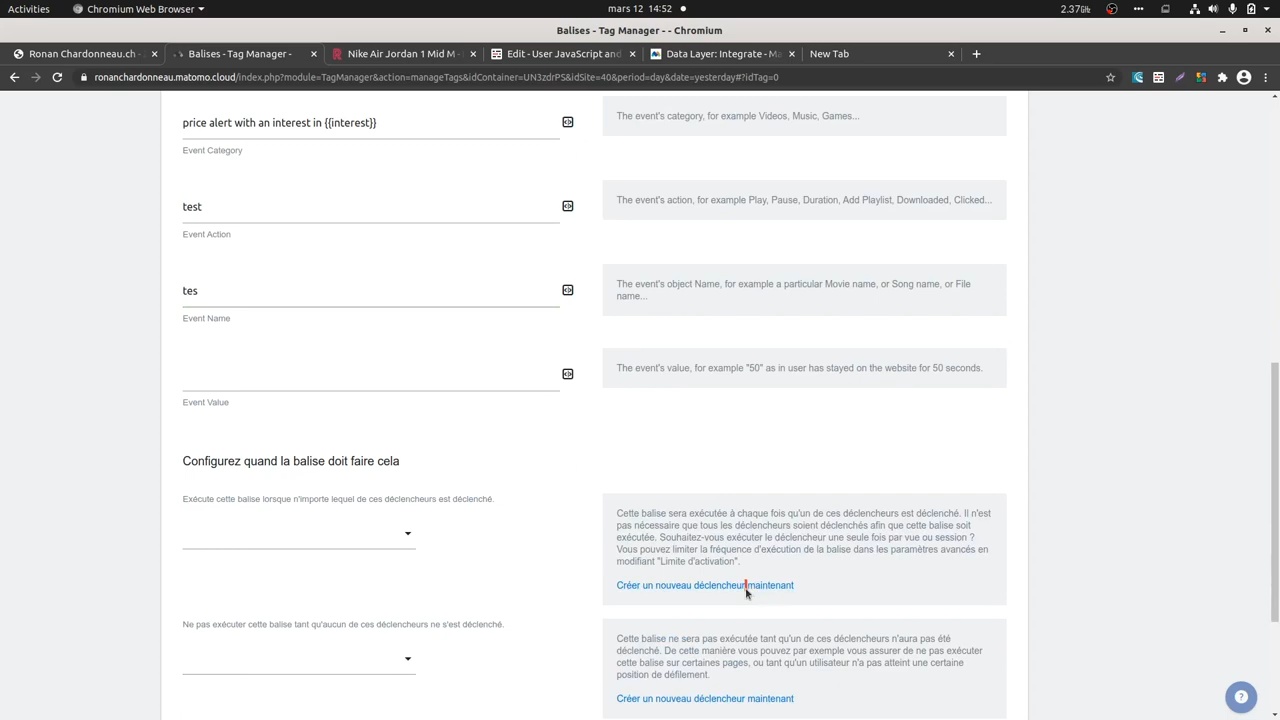 Activities
Chromium Web Browser
mars 12 14:52
2.37GHz
Balises - Tag Manager - - Chromium
Ronan Chardonneau.ch -
Balises - Tag Manager -
Nike Air Jordan 1 Mid M -
Edit - User JavaScript and
Data Layer: Integrate - Ma
New Tab
ronanchardonneau.matomo.cloud/index.php?module=TagManager&action=manageTags&idContainer=UN3zdrPS&idSite=40&period=day&date=yesterday#?idTag=0
price alert with an interest in {{interest}}
Event Category
The event's category, for example Videos, Music, Games...
test
Event Action
The event's action, for example Play, Pause, Duration, Add Playlist, Downloaded, Clicked...
tes
Event Name
The event's object Name, for example a particular Movie name, or Song name, or File
name...
Event Value
The event's value, for example "50" as in user has stayed on the website for 50 seconds.
Configurez quand la balise doit faire cela
Exécute cette balise lorsque n'importe lequel de ces déclencheurs est déclenché.
Cette balise sera exécutée à chaque fois qu'un de ces déclencheurs est déclenché. Il n'est
pas nécessaire que tous les déclencheurs soient déclenchés afin que cette balise soit
exécutée. Souhaitez-vous exécuter le déclencheur une seule fois par vue ou session ?
Vous pouvez limiter la fréquence d'exécution de la balise dans les paramètres avancés en
modifiant "Limite d'activation".
Créer un nouveau déclencheur maintenant
Ne pas exécuter cette balise tant qu'aucun de ces déclencheurs ne s'est déclenché.
Cette balise ne sera pas exécutée tant qu'un de ces déclencheurs n'aura pas été
déclenché. De cette manière vous pouvez par exemple vous assurer de ne pas exécuter
cette balise sur certaines pages, ou tant qu'un utilisateur n'a pas atteint une certaine
position de défilement.
Créer un nouveau déclencheur maintenant